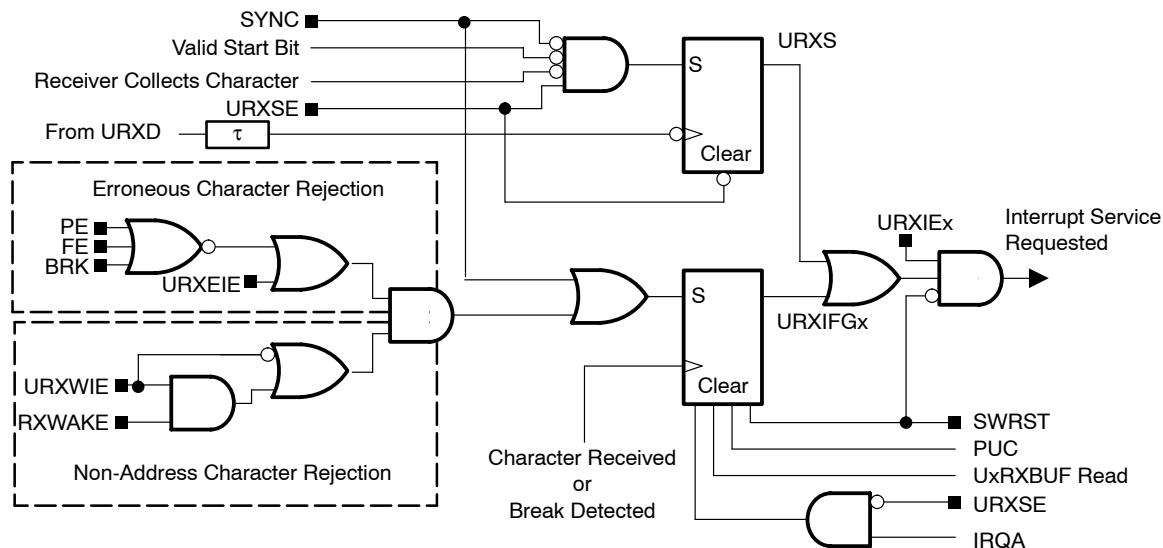 SYNC
Valid Start Bit
Receiver Collects Character
URXSE
From URXD
τ
S
Clear
URXS
Erroneous Character Rejection
PE
FE
BRK
URXEIE
URXWIE
RXWAKE
Non-Address Character Rejection
S
Clear
URXIFGx
URXIEx
Interrupt Service
Requested
Character Received
or
Break Detected
SWRST
PUC
UxRXBUF Read
URXSE
IRQA